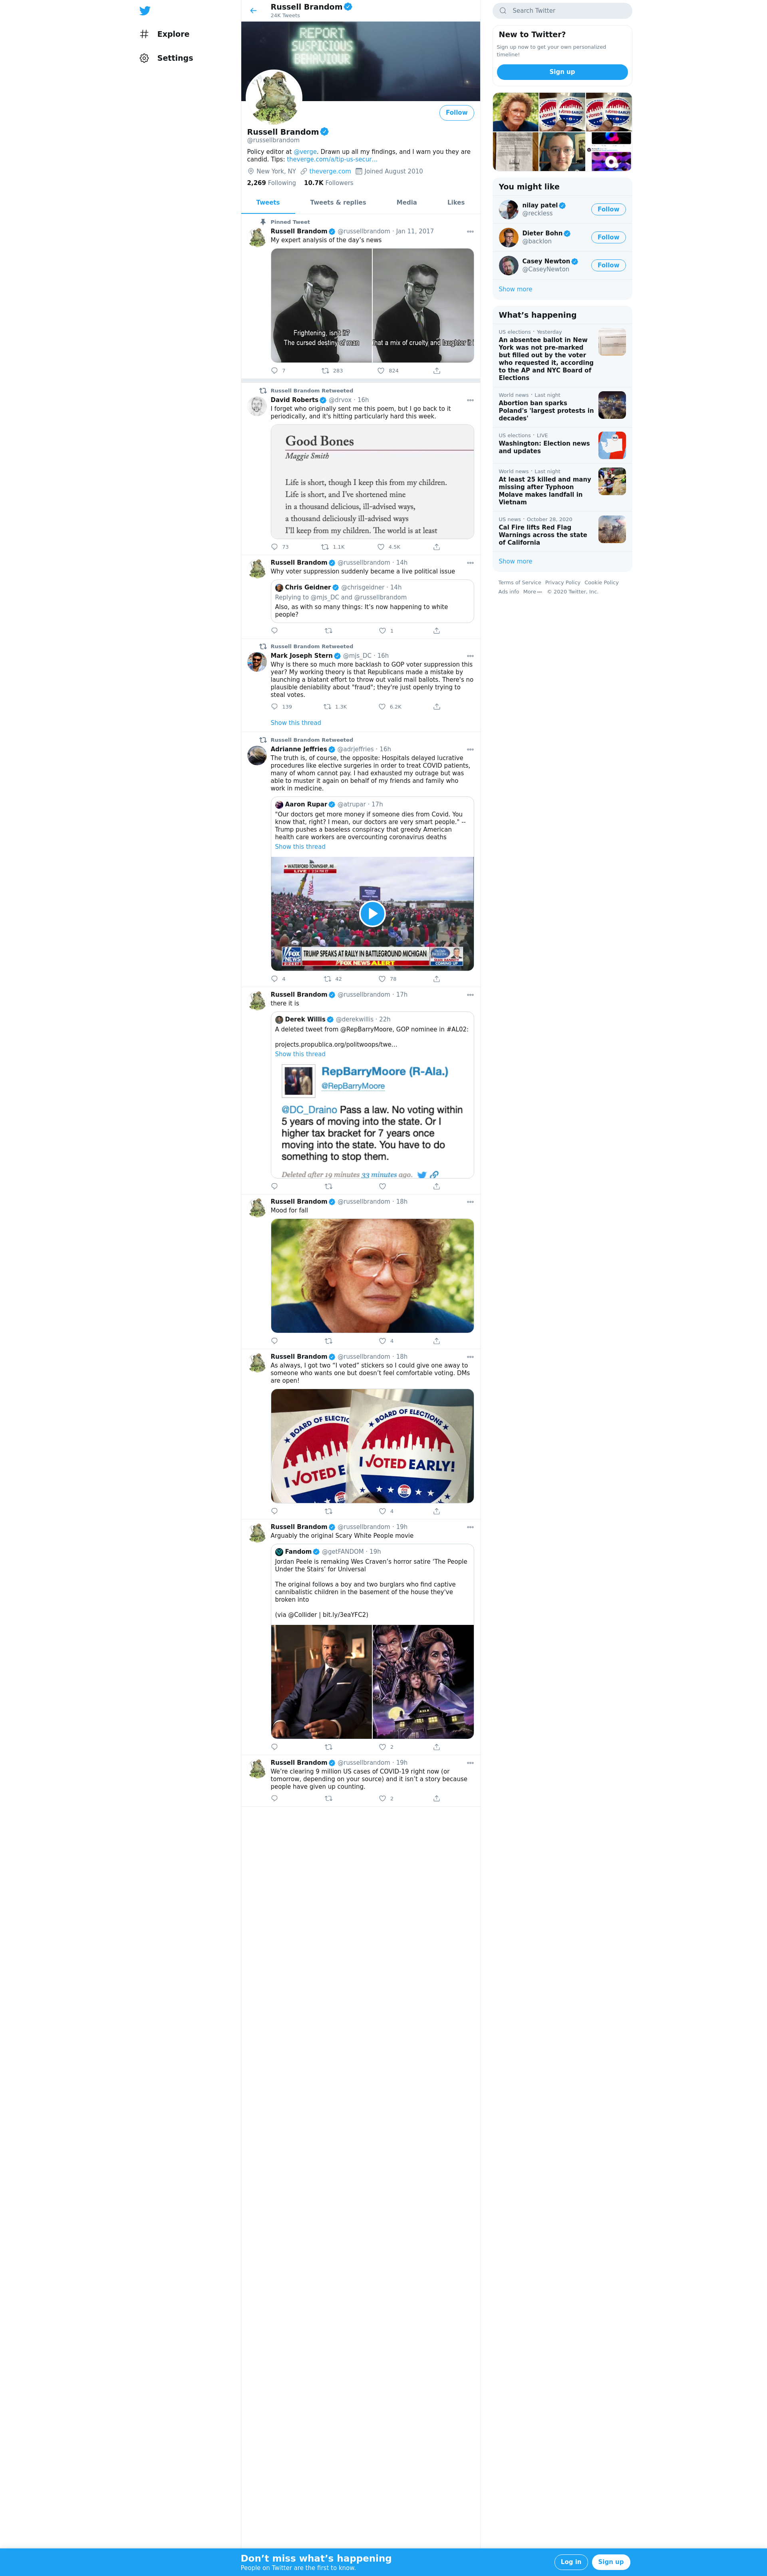 Explore
Settings
Russell Brandom
24K Tweets
REPORT
SUSPICIOUS
BEHAVIOUR
Follow
Russell Brandom
@russellbrandom
Policy editor at @verge. Drawn up all my findings, and I warn you they are
candid. Tips: theverge.com/a/tip-us-secur…
New York, NY theverge.com Joined August 2010
2,269 Following 10.7K Followers
Tweets Tweets & replies Media Likes
Pinned Tweet
Russell Brandom @russellbrandom · Jan 11, 2017
My expert analysis of the day's news
Frightening, isn't it?
The cursed destiny of man
that a mix of cruelty and laughter it i
7 283 824
Russell Brandom Retweeted
David Roberts @drvox · 16h
I forget who originally sent me this poem, but I go back to it
periodically, and it's hitting particularly hard this week.
Good Bones
Maggie Smith
Life is short, though I keep this from my children.
Life is short, and I've shortened mine
in a thousand delicious, ill-advised ways,
a thousand deliciously ill-advised ways
I'll keep from my children. The world is at least
73 1.1K 4.5K
Russell Brandom @russellbrandom · 14h
Why voter suppression suddenly became a live political issue
Chris Geidner @chrisgeidner · 14h
Replying to @mjs_DC and @russellbrandom
Also, as with so many things: It's now happening to white
people?
1
Russell Brandom Retweeted
Mark Joseph Stern @mjs_DC · 16h
Why is there so much more backlash to GOP voter suppression this
year? My working theory is that Republicans made a mistake by
launching a blatant effort to throw out valid mail ballots. There's no
plausible deniability about "fraud"; they're just openly trying to
steal votes.
139 1.3K 6.2K
Show this thread
Russell Brandom Retweeted
Adrianne Jeffries @adrjeffries · 16h
The truth is, of course, the opposite: Hospitals delayed lucrative
procedures like elective surgeries in order to treat COVID patients,
many of whom cannot pay. I had exhausted my outrage but was
able to muster it again on behalf of my friends and family who
work in medicine.
Aaron Rupar @atrupar · 17h
"Our doctors get more money if someone dies from Covid. You
know that, right? I mean, our doctors are very smart people." --
Trump pushes a baseless conspiracy that greedy American
health care workers are overcounting coronavirus deaths
Show this thread
WATERFORD TOWNSHIP, MI
LIVE
FOX NEWS
TRUMP SPEAKS AT RALLY IN BATTLEGROUND MICHIGAN
FOX NEWS ALERT
4 42 78
Russell Brandom @russellbrandom · 17h
there it is
Derek Willis @derekwillis · 22h
A deleted tweet from @RepBarryMoore, GOP nominee in #AL02:
projects.propublica.org/politwoops/twe…
Show this thread
RepBarryMoore (R-Ala.)
@RepBarryMoore
@DC_Draino Pass a law. No voting within
5 years of moving into the state. Or I
higher tax bracket for 7 years once
moving into the state. You have to do
something to stop them.
Deleted after 19 minutes 33 minutes ago.
Russell Brandom @russellbrandom · 18h
Mood for fall
4
Russell Brandom @russellbrandom · 18h
As always, I got two "I voted" stickers so I could give one away to
someone who wants one but doesn't feel comfortable voting. DMs
are open!
BOARD OF ELECTIONS
I VOTED
BOARD OF ELECTIONS
I VOTED EARLY!
4
Russell Brandom @russellbrandom · 19h
Arguably the original Scary White People movie
Fandom @getFANDOM · 19h
Jordan Peele is remaking Wes Craven's horror satire 'The People
Under the Stairs' for Universal
The original follows a boy and two burglars who find captive
cannibalistic children in the basement of the house they've
broken into
(via @Collider | bit.ly/3eaYFC2)
2
Russell Brandom @russellbrandom · 19h
We're clearing 9 million US cases of COVID-19 right now (or
tomorrow, depending on your source) and it isn't a story because
people have given up counting.
2
Search Twitter
New to Twitter?
Sign up now to get your own personalized
timeline!
Sign up
You might like
nilay patel
@reckless
Follow
Dieter Bohn
@backlon
Follow
Casey Newton
@CaseyNewton
Follow
Show more
What's happening
US elections · Yesterday
An absentee ballot in New
York was not pre-marked
but filled out by the voter
who requested it, according
to the AP and NYC Board of
Elections
World news · Last night
Abortion ban sparks
Poland's 'largest protests in
decades'
US elections · LIVE
Washington: Election news
and updates
World news · Last night
At least 25 killed and many
missing after Typhoon
Molave makes landfall in
Vietnam
US news · October 28, 2020
Cal Fire lifts Red Flag
Warnings across the state
of California
Show more
Terms of Service Privacy Policy Cookie Policy
Ads info More © 2020 Twitter, Inc.
Don't miss what's happening
People on Twitter are the first to know.
Log in
Sign up